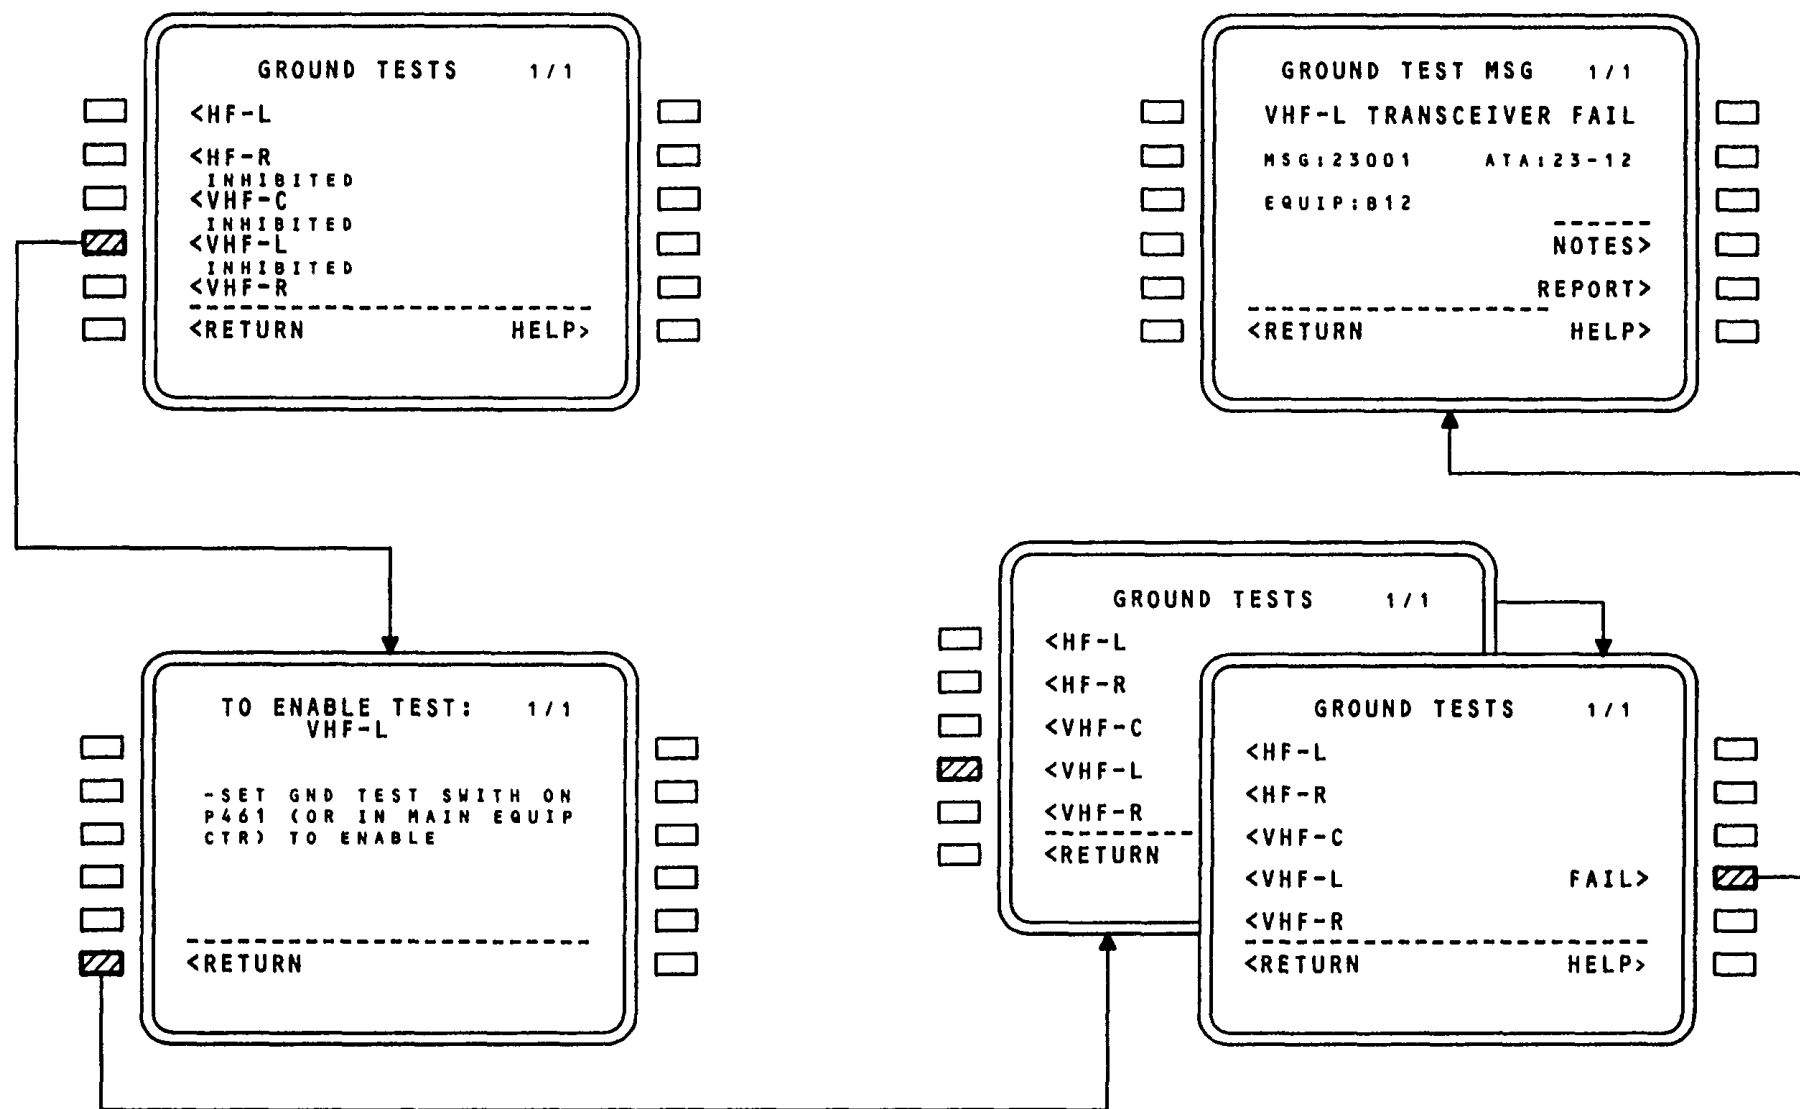 GROUND TESTS 1/1
<HF-L
<HF-R
INHIBITED
<VHF-C
INHIBITED
<VHF-L
INHIBITED
<VHF-R
<RETURN HELP>
GROUND TEST MSG 1/1
VHF-L TRANSCEIVER FAIL
MSG:23001 ATA:23-12
EQUIP:B12
NOTES>
REPORT>
<RETURN HELP>
TO ENABLE TEST: 1/1
VHF-L
-SET GND TEST SWITH ON
P461 (OR IN MAIN EQUIP
CTR) TO ENABLE
<RETURN
GROUND TESTS 1/1
<HF-L
<HF-R
<VHF-C
<VHF-L
<VHF-R
<RETURN
GROUND TESTS 1/1
<HF-L
<HF-R
<VHF-C
<VHF-L FAIL>
<VHF-R
<RETURN HELP>